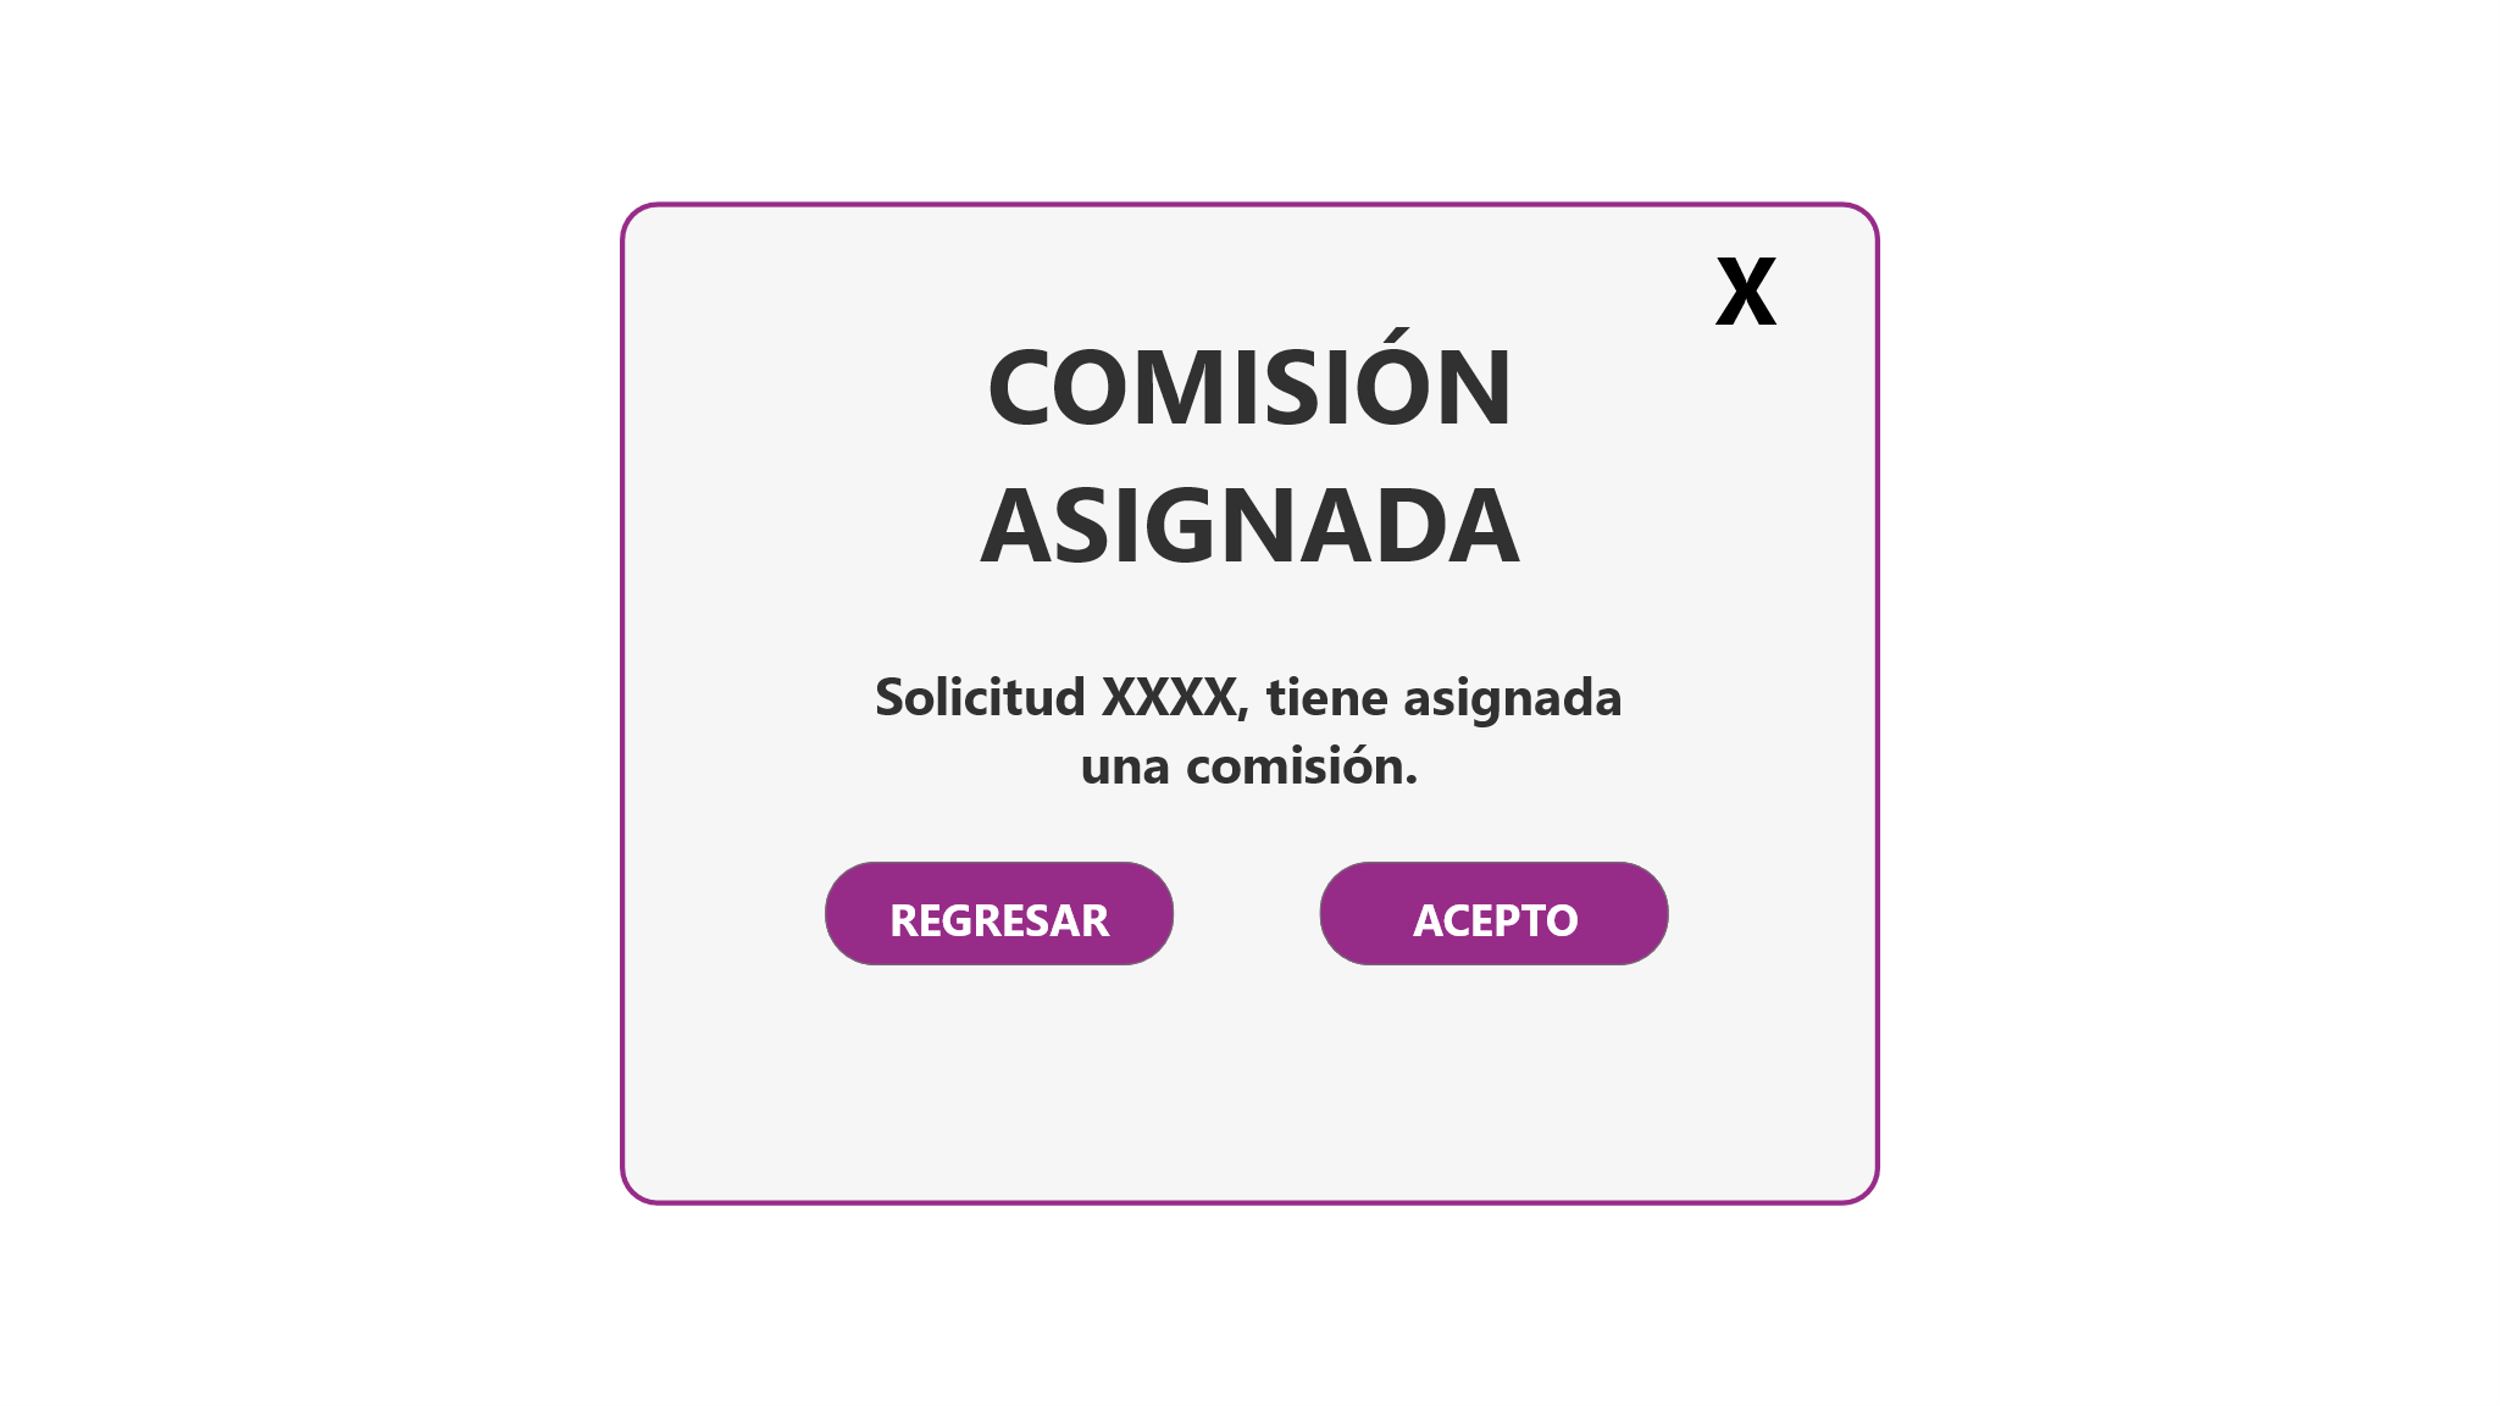 X
COMISIÓN
ASIGNADA
Solicitud XXXX, tiene asignada
una comisión.
REGRESAR ACEPTO